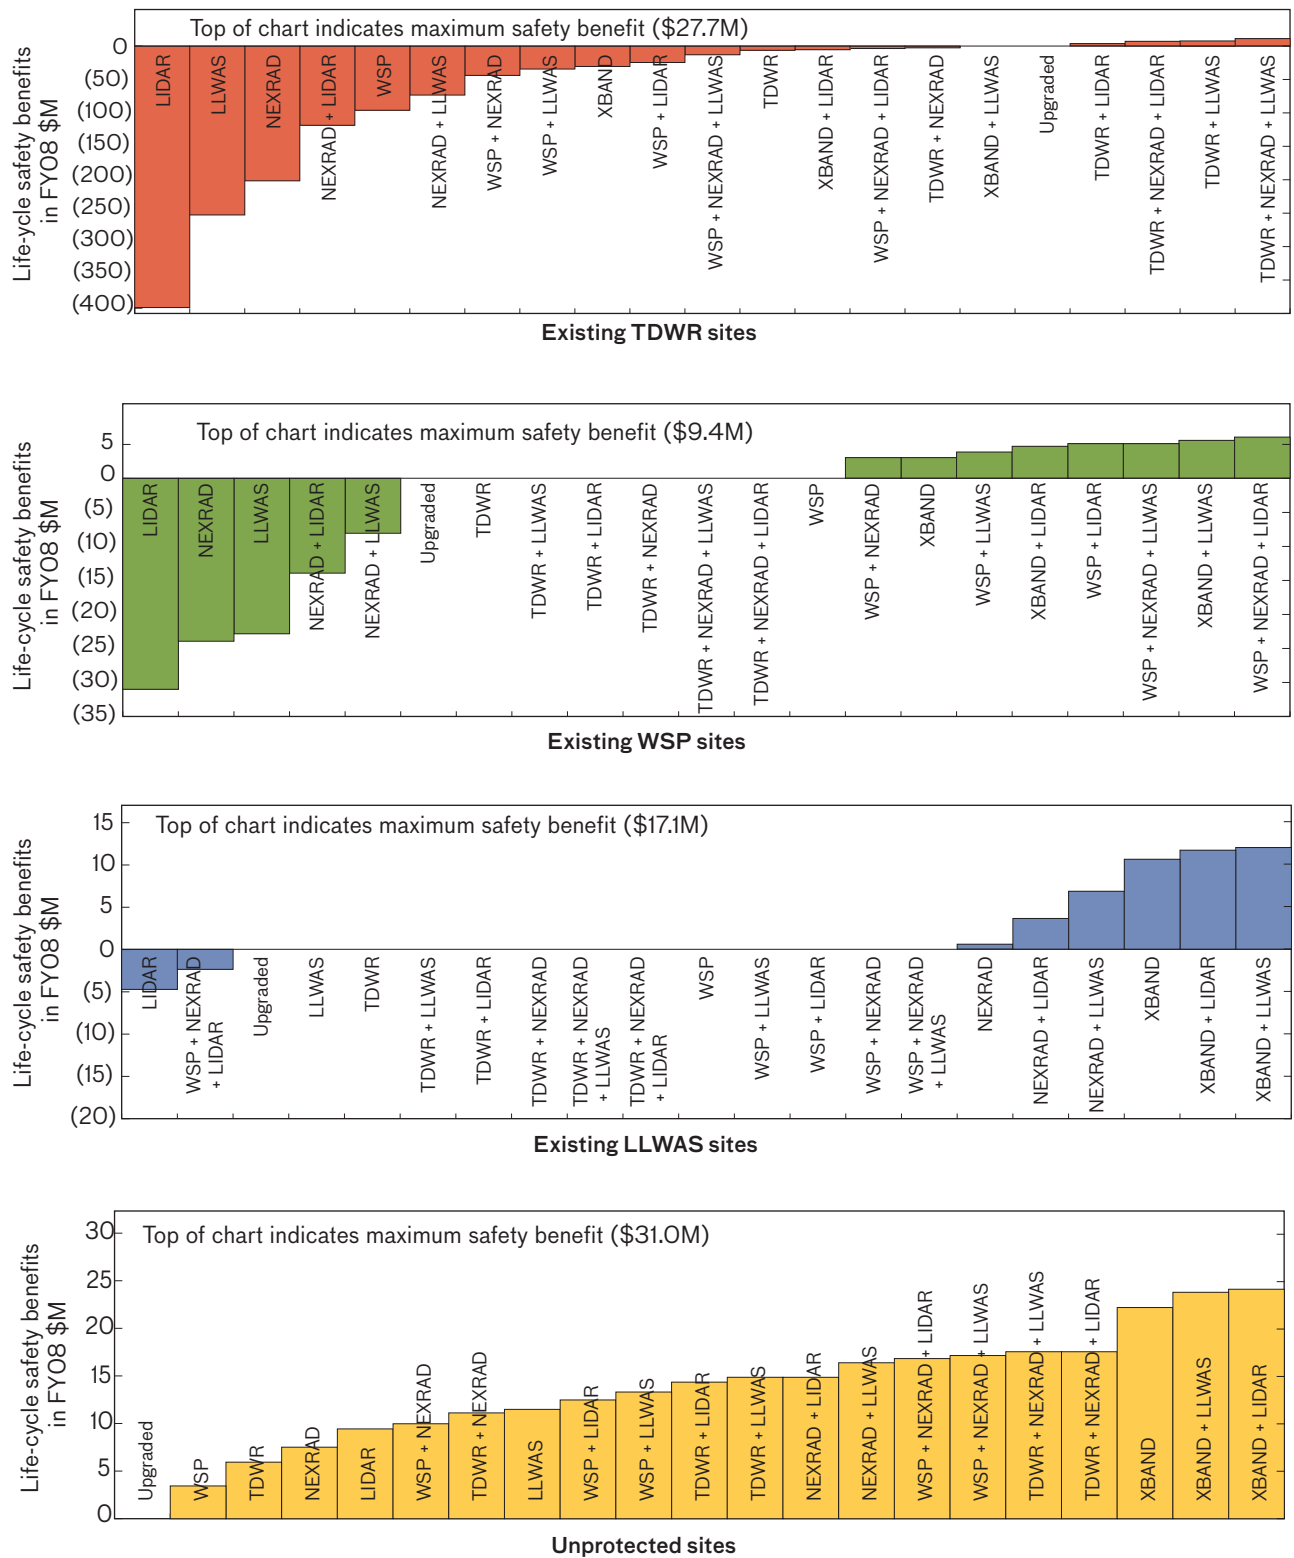 Top of chart indicates maximum safety benefit ($27.7M)
Life-ycle safety benefits
in FY08 $M
0
(50)
(100)
(150)
(200)
(250)
(300)
(350)
(400)
LIDAR
LLWAS
NEXRAD
NEXRAD + LIDAR
WSP
NEXRAD + LLWAS
WSP + NEXRAD
WSP + LLWAS
XBAND
WSP + LIDAR
WSP + NEXRAD + LLWAS
TDWR
XBAND + LIDAR
WSP + NEXRAD + LIDAR
TDWR + NEXRAD
XBAND + LLWAS
Upgraded
TDWR + LIDAR
TDWR + NEXRAD + LIDAR
TDWR + LLWAS
TDWR + NEXRAD + LLWAS
Existing TDWR sites
Top of chart indicates maximum safety benefit ($9.4M)
Life-cycle safety benefits
in FY08 $M
5
0
(5)
(10)
(15)
(20)
(25)
(30)
(35)
LIDAR
NEXRAD
LLWAS
NEXRAD + LIDAR
NEXRAD + LLWAS
Upgraded
TDWR
TDWR + LLWAS
TDWR + LIDAR
TDWR + NEXRAD
TDWR + NEXRAD + LLWAS
TDWR + NEXRAD + LIDAR
WSP
WSP + NEXRAD
XBAND
WSP + LLWAS
XBAND + LIDAR
WSP + LIDAR
WSP + NEXRAD + LLWAS
XBAND + LLWAS
WSP + NEXRAD + LIDAR
Existing WSP sites
Top of chart indicates maximum safety benefit ($17.1M)
Life-cycle safety benefits
in FY08 $M
15
10
5
0
(5)
(10)
(15)
(20)
LIDAR
WSP + NEXRAD
+ LIDAR
Upgraded
LLWAS
TDWR
TDWR + LLWAS
TDWR + LIDAR
TDWR + NEXRAD
TDWR + NEXRAD
+ LLWAS
TDWR + NEXRAD
+ LIDAR
WSP
WSP + LLWAS
WSP + LIDAR
WSP + NEXRAD
WSP + NEXRAD
+ LLWAS
NEXRAD
NEXRAD + LIDAR
NEXRAD + LLWAS
XBAND
XBAND + LIDAR
XBAND + LLWAS
Existing LLWAS sites
Top of chart indicates maximum safety benefit ($31.0M)
Life-cycle safety benefits
in FY08 $M
30
25
20
15
10
5
0
Upgraded
WSP
TDWR
NEXRAD
LIDAR
WSP + NEXRAD
TDWR + NEXRAD
LLWAS
WSP + LIDAR
WSP + LLWAS
TDWR + LIDAR
TDWR + LLWAS
NEXRAD + LIDAR
NEXRAD + LLWAS
WSP + NEXRAD + LIDAR
WSP + NEXRAD + LLWAS
TDWR + NEXRAD + LLWAS
TDWR + NEXRAD + LIDAR
XBAND
XBAND + LLWAS
XBAND + LIDAR
Unprotected sites